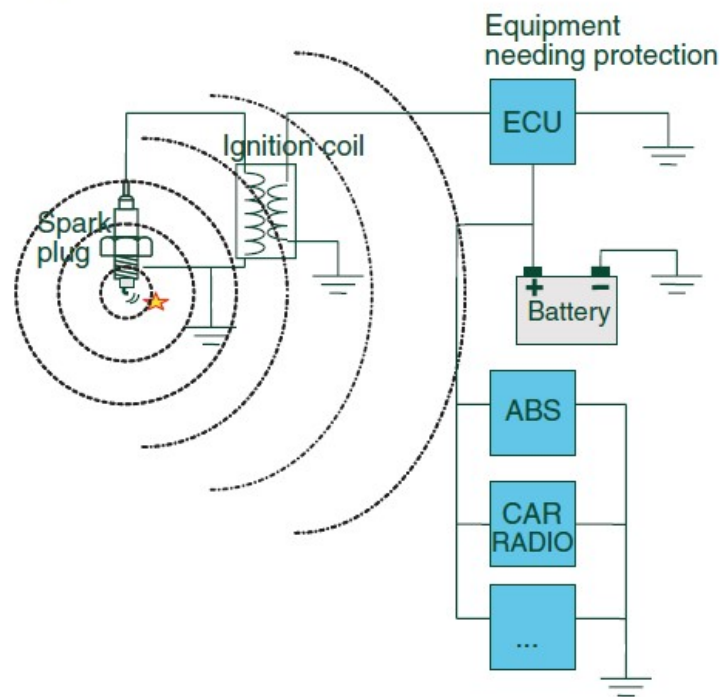 Equipment
needing protection
ECU
Ignition coil
Spark
plug
+ −
Battery
ABS
CAR
RADIO
...